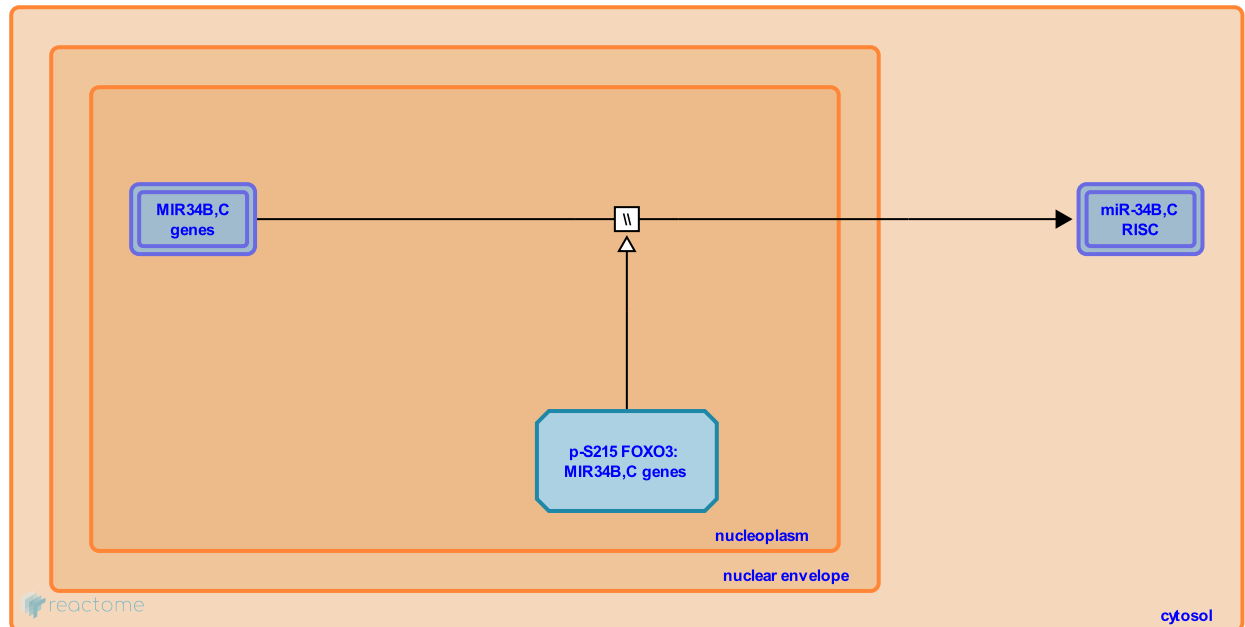 MIR34B,C
genes
\\
miR-34B,C
RISC
p-S215 FOXO3:
MIR34B,C genes
nucleoplasm
nuclear envelope
reactome
cytosol